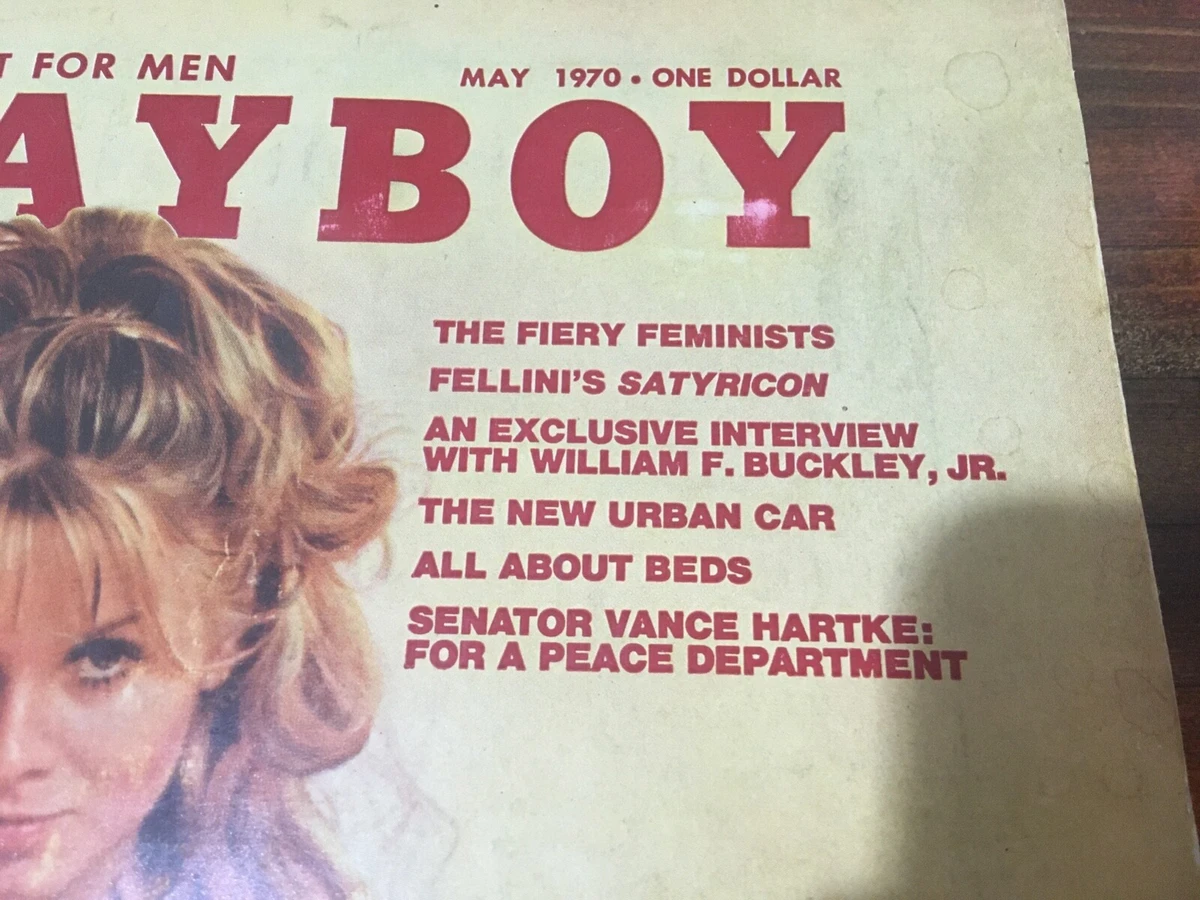 T FOR MEN
MAY 1970 • ONE DOLLAR
AYBOY
THE FIERY FEMINISTS
FELLINI'S SATYRICON
AN EXCLUSIVE INTERVIEW
WITH WILLIAM F. BUCKLEY, JR.
THE NEW URBAN CAR
ALL ABOUT BEDS
SENATOR VANCE HARTKE:
FOR A PEACE DEPARTMENT